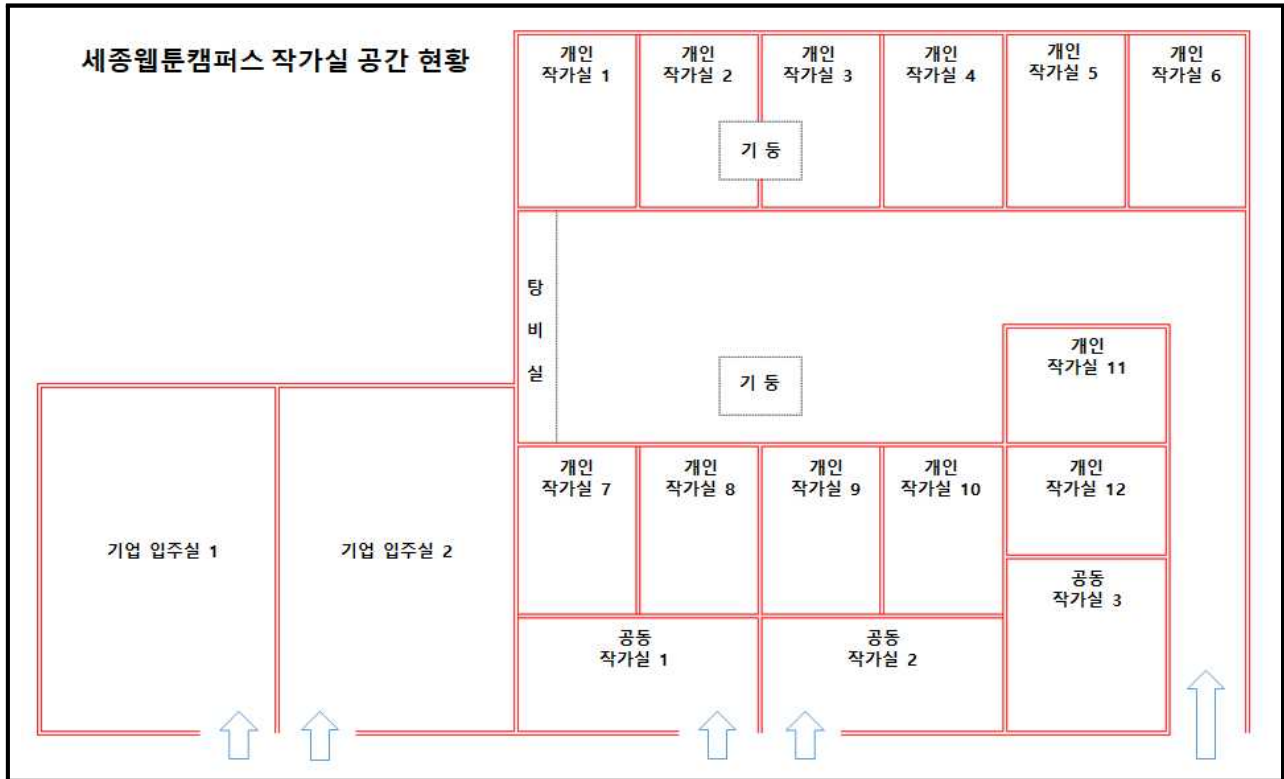 세종웹툰캠퍼스 작가실 공간 현황
개인
작가실 1
개인
작가실 2
개인
작가실 3
개인
작가실 4
개인
작가실 5
개인
작가실 6
기 둥
탕
비
실
기 둥
개인
작가실 11
개인
작가실 7
개인
작가실 8
개인
작가실 9
개인
작가실 10
개인
작가실 12
기업 입주실 1
기업 입주실 2
공동
작가실 3
공동
작가실 1
공동
작가실 2